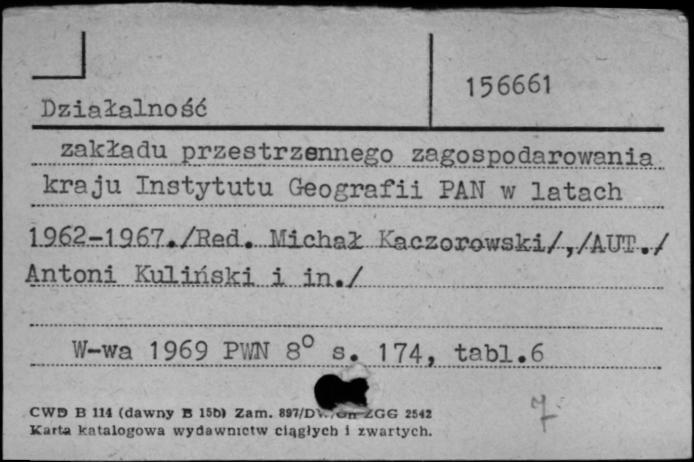 156661
Działalność
zakładu przestrzennego zagospodarowania
kraju Instytutu Geografii PAN w latach
1962-1967./Red. Michał Kaczorowski/,/AUT./
Antoni Kuliński i in./
W-wa 1969 PWN 8° s. 174, tabl.6
CWD B 114 (dawny B 15b) Zam. 897/ ZGG 2542
Karta katalogowa wydawnictw ciągłych i zwartych.
7